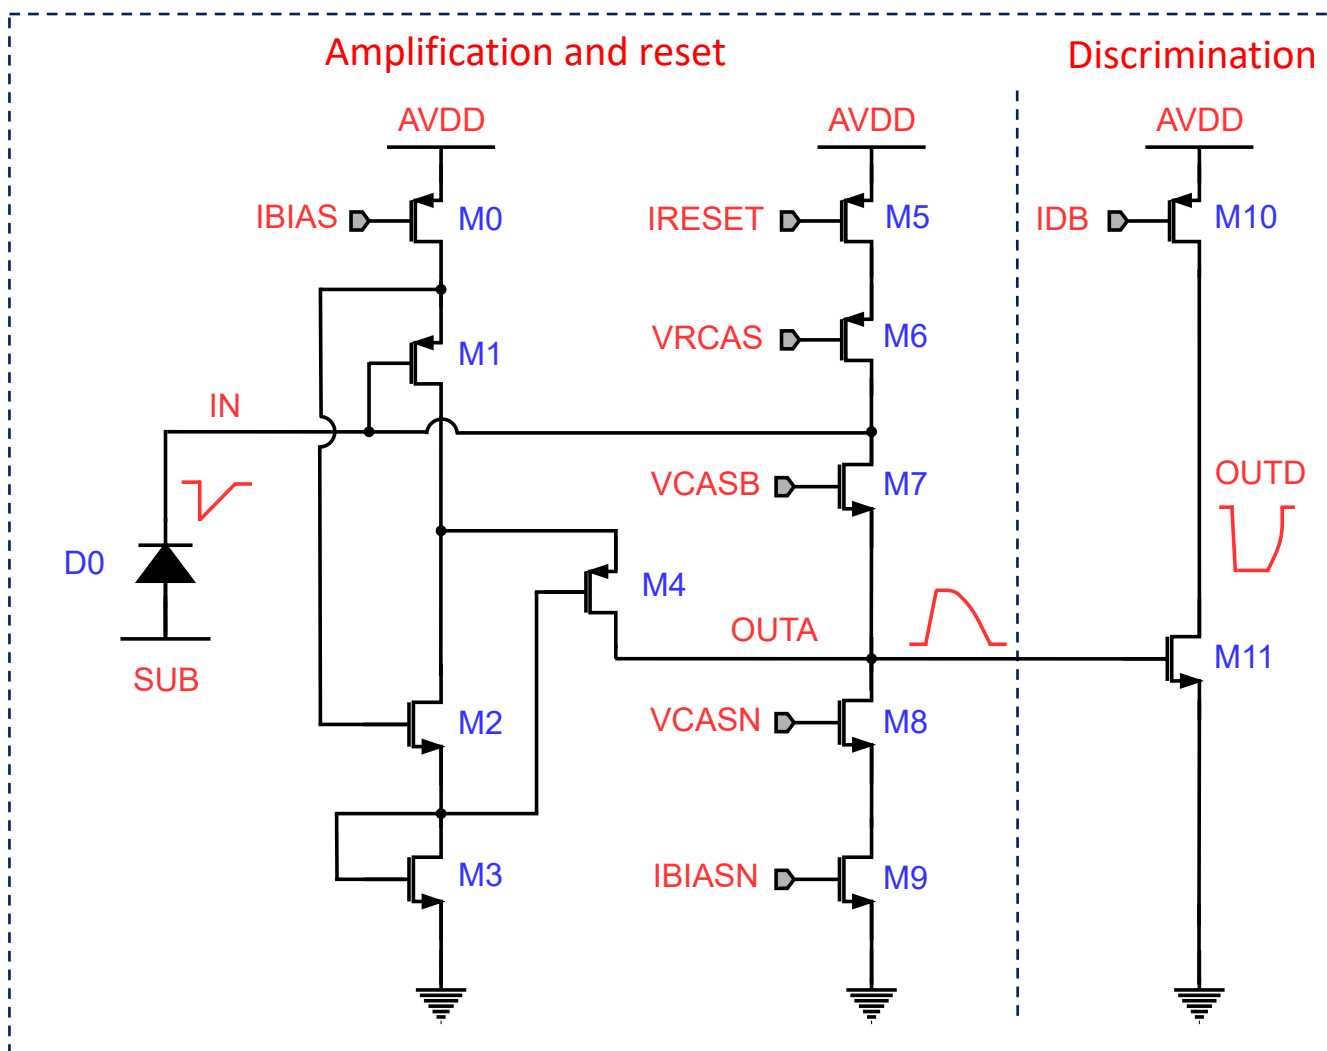 Amplification and reset
Discrimination
AVDD
AVDD
AVDD
IBIAS
M0
IRESET
M5
IDB
M10
VRCAS
M6
M1
IN
VCASB
M7
OUTD
D0
M4
OUTA
M11
SUB
M2
VCASN
M8
M3
IBIASN
M9